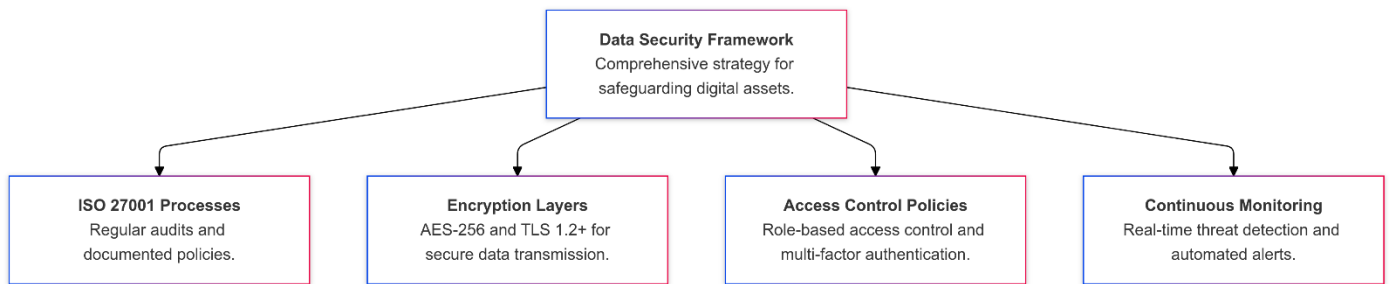 Data Security Framework
Comprehensive strategy for
safeguarding digital assets.
ISO 27001 Processes
Regular audits and
documented policies.
Encryption Layers
AES-256 and TLS 1.2+ for
secure data transmission.
Access Control Policies
Role-based access control and
multi-factor authentication.
Continuous Monitoring
Real-time threat detection and
automated alerts.